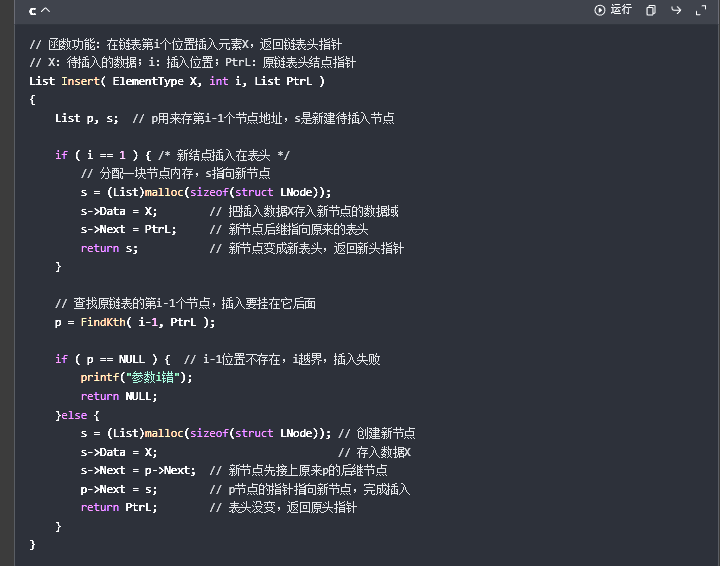 C
运行
// 函数功能：在链表第i个位置插入元素X，返回链表头指针
// X：待插入的数据；i：插入位置；PtrL：原链表头结点指针
List Insert( ElementType X, int i, List PtrL )
{
    List p, s;  // p用来存第i-1个节点地址，s是新建待插入节点

    if ( i == 1 ) { /* 新结点插入在表头 */
        // 分配一块节点内存，s指向新节点
        s = (List)malloc(sizeof(struct LNode));
        s->Data = X;        // 把插入数据X存入新节点的数据域
        s->Next = PtrL;     // 新节点后继指向原来的表头
        return s;           // 新节点变成新表头，返回新头指针
    }

    // 查找原链表的第i-1个节点，插入要挂在它后面
    p = FindKth( i-1, PtrL );

    if ( p == NULL ) {  // i-1位置不存在，i越界，插入失败
        printf("参数i错");
        return NULL;
    }else {
        s = (List)malloc(sizeof(struct LNode)); // 创建新节点
        s->Data = X;                            // 存入数据X
        s->Next = p->Next;  // 新节点先接上原来p的后继节点
        p->Next = s;        // p节点的指针指向新节点，完成插入
        return PtrL;        // 表头没变，返回原头指针
    }
}